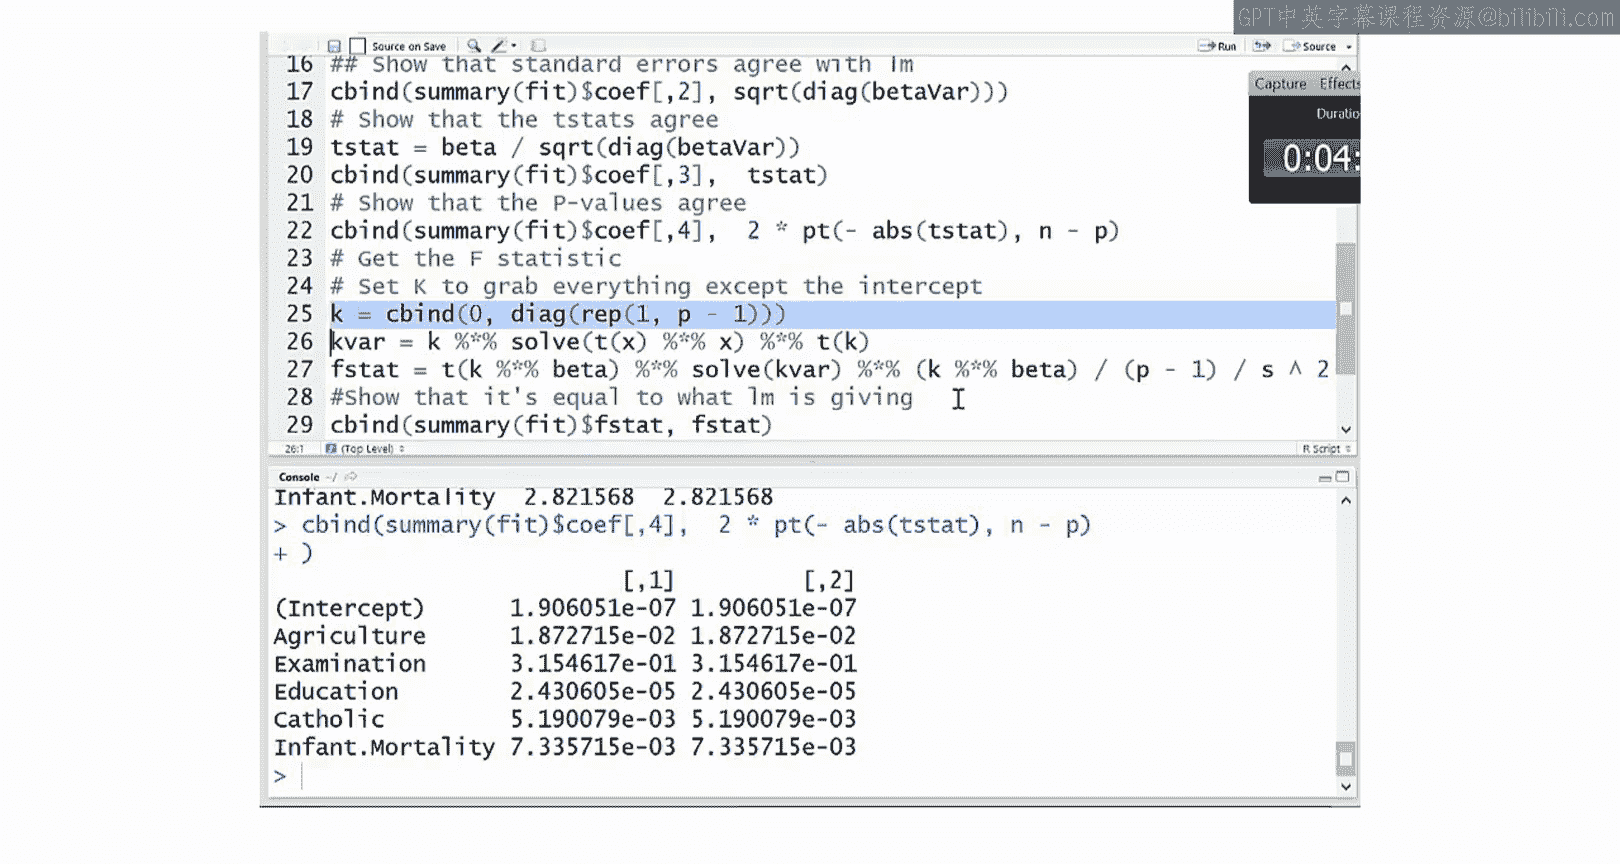 GPT中英字幕课程资源@bilibili.com
Source on Save
Run
Source
16 ## Show that standard errors agree with lm
17 cbind(summary(fit)$coef[,2], sqrt(diag(betaVar)))
18 # Show that the tstats agree
19 tstat = beta / sqrt(diag(betaVar))
20 cbind(summary(fit)$coef[,3],  tstat)
21 # Show that the P-values agree
22 cbind(summary(fit)$coef[,4],  2 * pt(- abs(tstat), n - p)
23 # Get the F statistic
24 # Set K to grab everything except the intercept
25 k = cbind(0, diag(rep(1, p - 1)))
26 kvar = k %*% solve(t(x) %*% x) %*% t(k)
27 fstat = t(k %*% beta) %*% solve(kvar) %*% (k %*% beta) / (p - 1) / s ^ 2
28 #Show that it's equal to what lm is giving
29 cbind(summary(fit)$fstat, fstat)
Capture Effects
Duratio
0:04:
26:1 (Top Level)
R Script
Console ~/
Infant.Mortality 2.821568 2.821568
> cbind(summary(fit)$coef[,4],  2 * pt(- abs(tstat), n - p)
+ )
[,1] [,2]
(Intercept) 1.906051e-07 1.906051e-07
Agriculture 1.872715e-02 1.872715e-02
Examination 3.154617e-01 3.154617e-01
Education 2.430605e-05 2.430605e-05
Catholic 5.190079e-03 5.190079e-03
Infant.Mortality 7.335715e-03 7.335715e-03
>